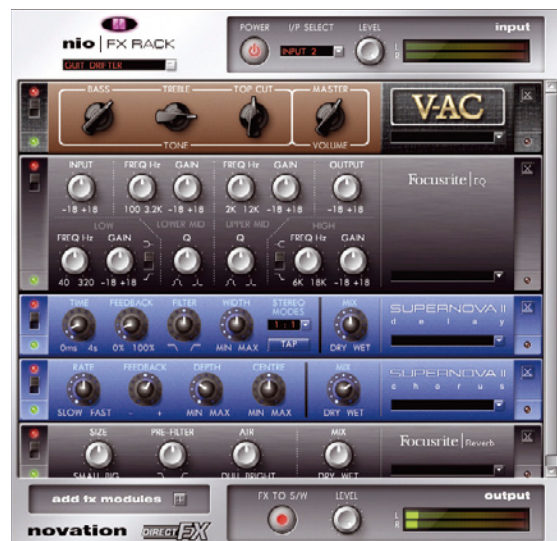 POWER I/P SELECT LEVEL input
nio | FX RACK
GUIT DRIFTER
INPUT 2
L
R
BASS TREBLE TOP CUT MASTER
V-AC
TONE VOLUME
INPUT FREQ Hz GAIN FREQ Hz GAIN OUTPUT
Focusrite | EQ
-18 +18 100 3.2K -18 +18 2K 12K -18 +18 -18 +18
LOW LOWER MID UPPER MID HIGH
FREQ Hz GAIN Q Q FREQ Hz GAIN
40 320 -18 +18 6K 18K -18 +18
TIME FEEDBACK FILTER WIDTH STEREO MODES MIX
SUPERNOVA II
delay
1 : 1
TAP
0ms 4s 0% 100% MIN MAX DRY WET
RATE FEEDBACK DEPTH CENTRE MIX
SUPERNOVA II
chorus
SLOW FAST - + MIN MAX MIN MAX DRY WET
SIZE PRE-FILTER AIR MIX
Focusrite | Reverb
SMALL BIG DULL BRIGHT DRY WET
add fx modules
FX TO S/W LEVEL output
L
R
novation DIRECT FX